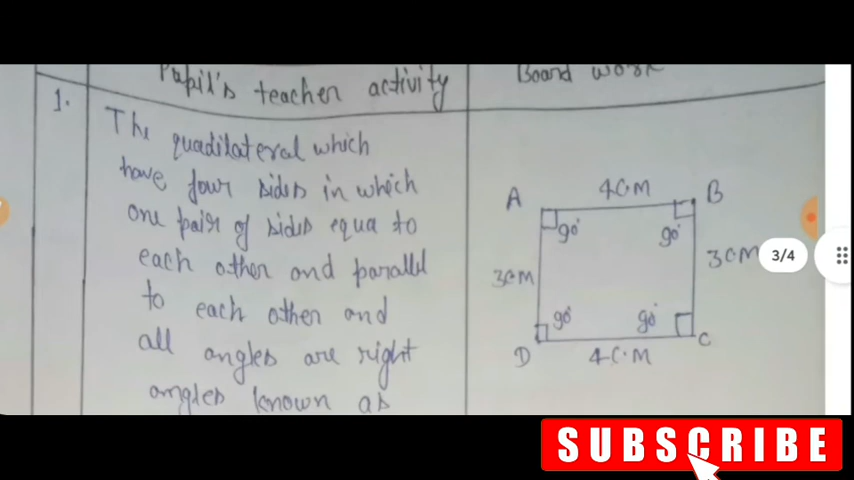 Pupil's teacher activity
Board work
1.
The quadilateral which
have four sides in which
one pair of sides equa to
each other and parallel
to each other and
all angles are right
angles known as
A 4CM B
90° 90°
3CM 3CM
90° 90°
D 4C.M C
3/4
SUBSCRIBE